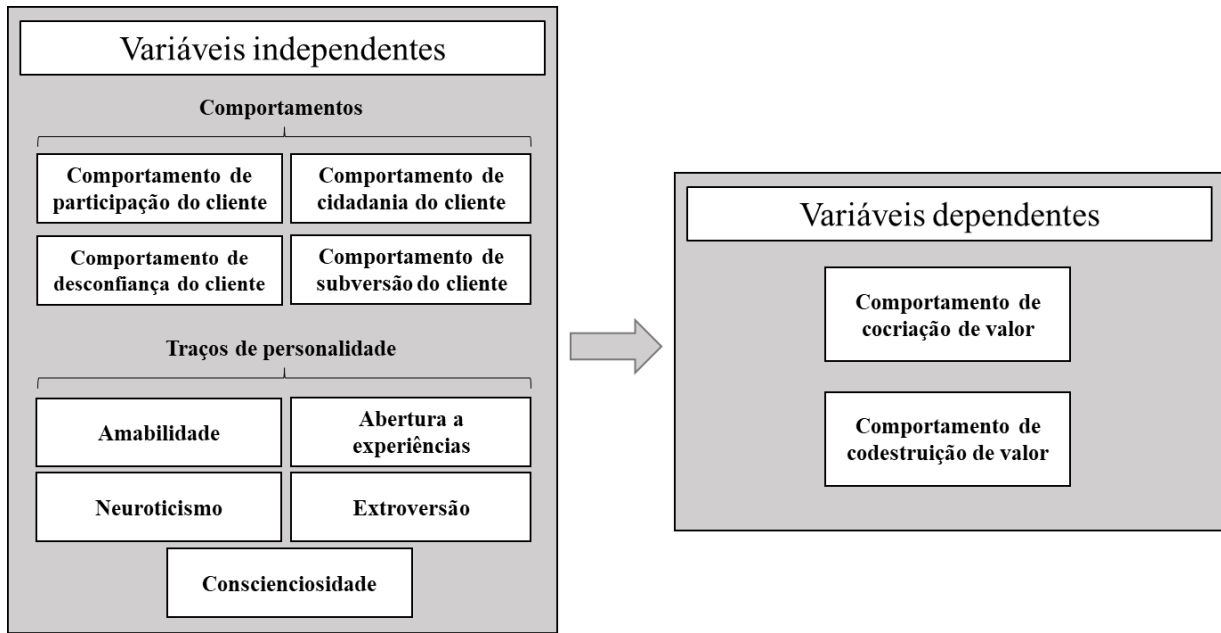 Variáveis independentes
Comportamentos
Comportamento de
participação do cliente
Comportamento de
cidadania do cliente
Comportamento de
desconfiança do cliente
Comportamento de
subversão do cliente
Traços de personalidade
Amabilidade
Abertura a
experiências
Neuroticismo
Extroversão
Conscienciosidade
Variáveis dependentes
Comportamento de
cocriação de valor
Comportamento de
codestruição de valor